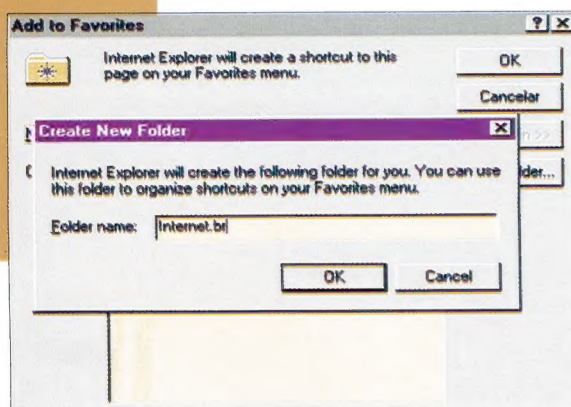 Add to Favorites
Internet Explorer will create a shortcut to this
page on your Favorites menu.
OK
Cancelar
Create New Folder
Internet Explorer will create the following folder for you. You can use
this folder to organize shortcuts on your Favorites menu.
Folder name: Internet.br
OK
Cancel